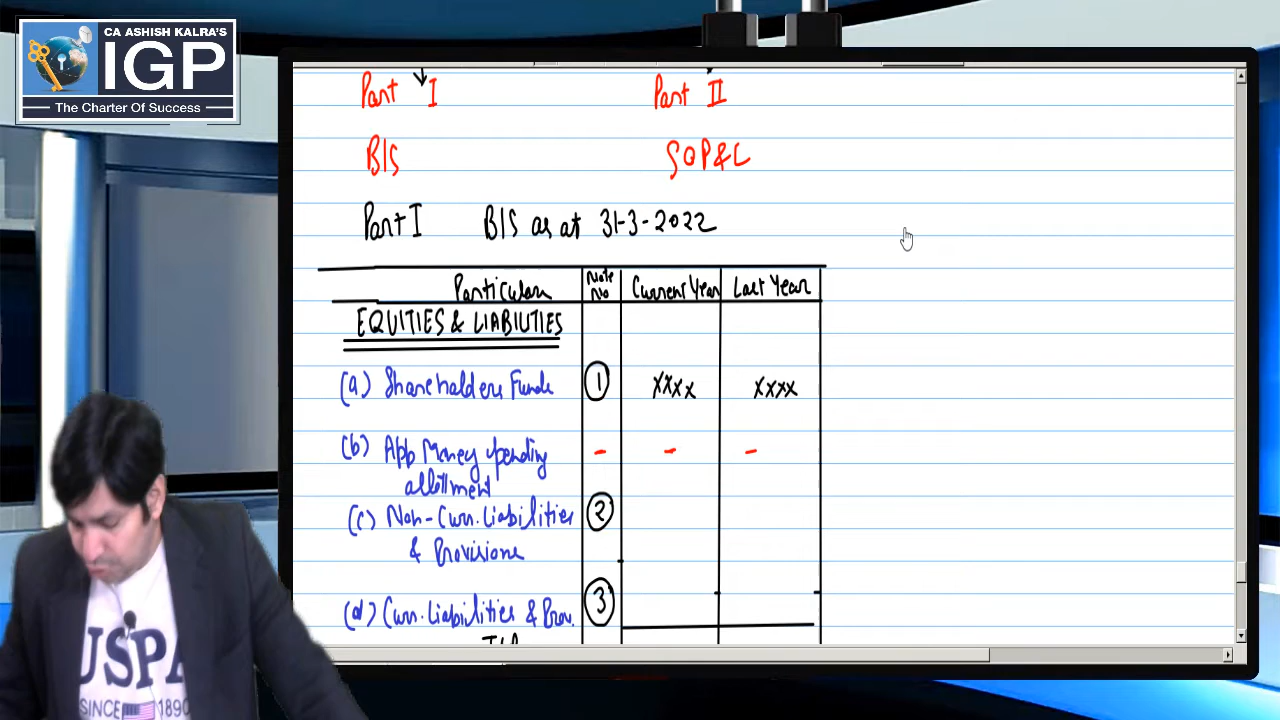 CA ASHISH KALRA'S
IGP
The Charter Of Success
Part I Part II
B/S SOP&L
Part I B/S as at 31-3-2022
Particulars Note No Current Year Last Year
EQUITIES & LIABILITIES
(a) Shareholders Funds 1 xxxx xxxx
(b) App Money pending - - -
allotment
(c) Non-Curr. Liabilities 2
& Provisions
(d) Curr. Liabilities & Prov. 3
USPA
SINCE 1890